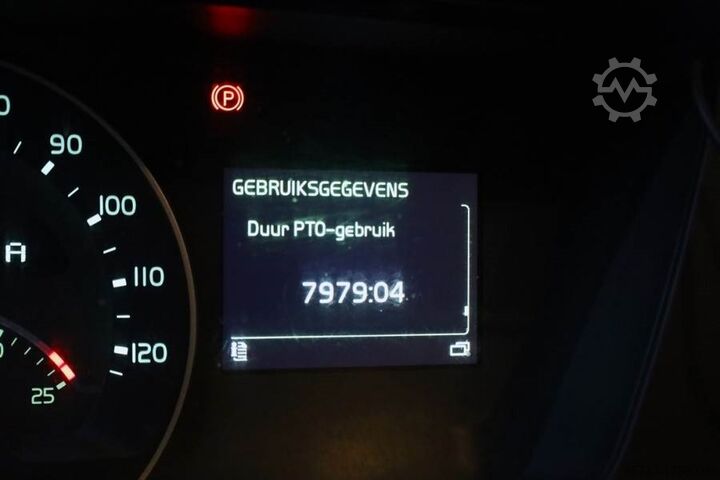 GEBRUIKSGEGEVENS
Duur PTO-gebruik
7979:04
P
90
100
110
120
A
25